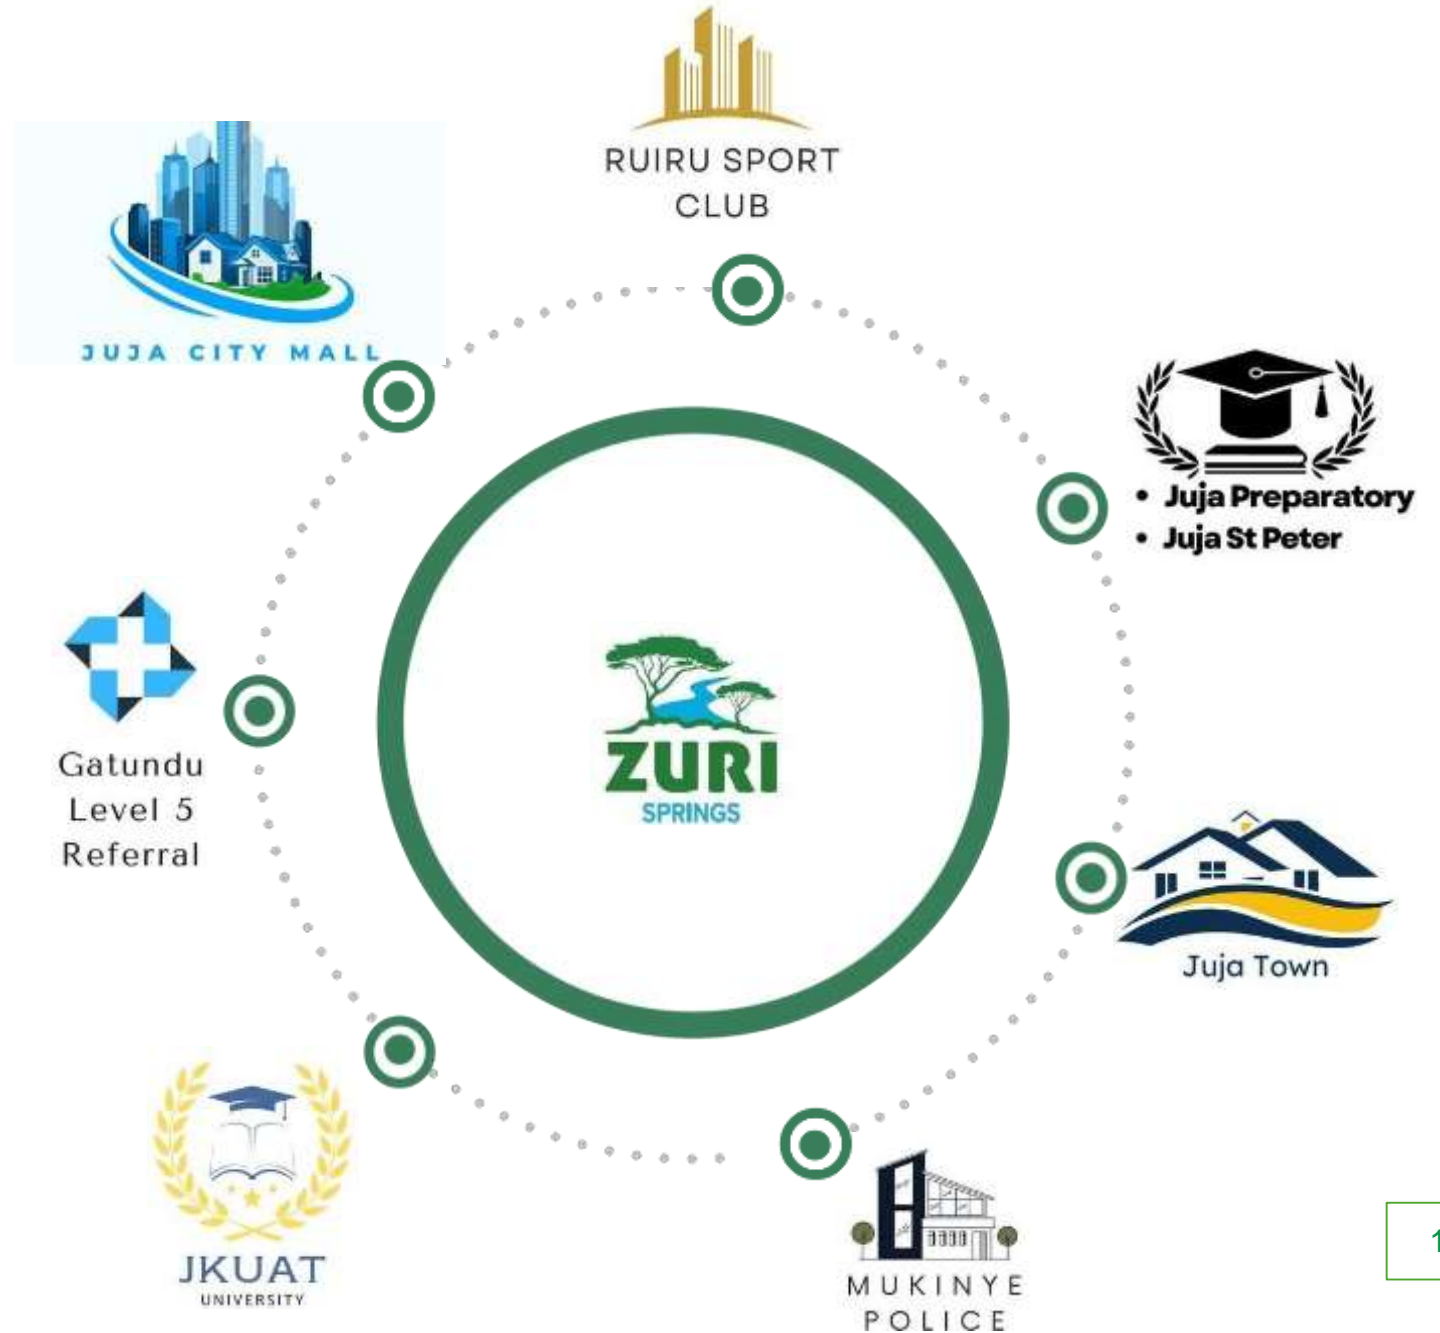 RUIRU SPORT
CLUB
JUJA CITY MALL
• Juja Preparatory
• Juja St Peter
Gatundu
Level 5
Referral
ZURI
SPRINGS
Juja Town
JKUAT
UNIVERSITY
MUKINYE
POLICE
1